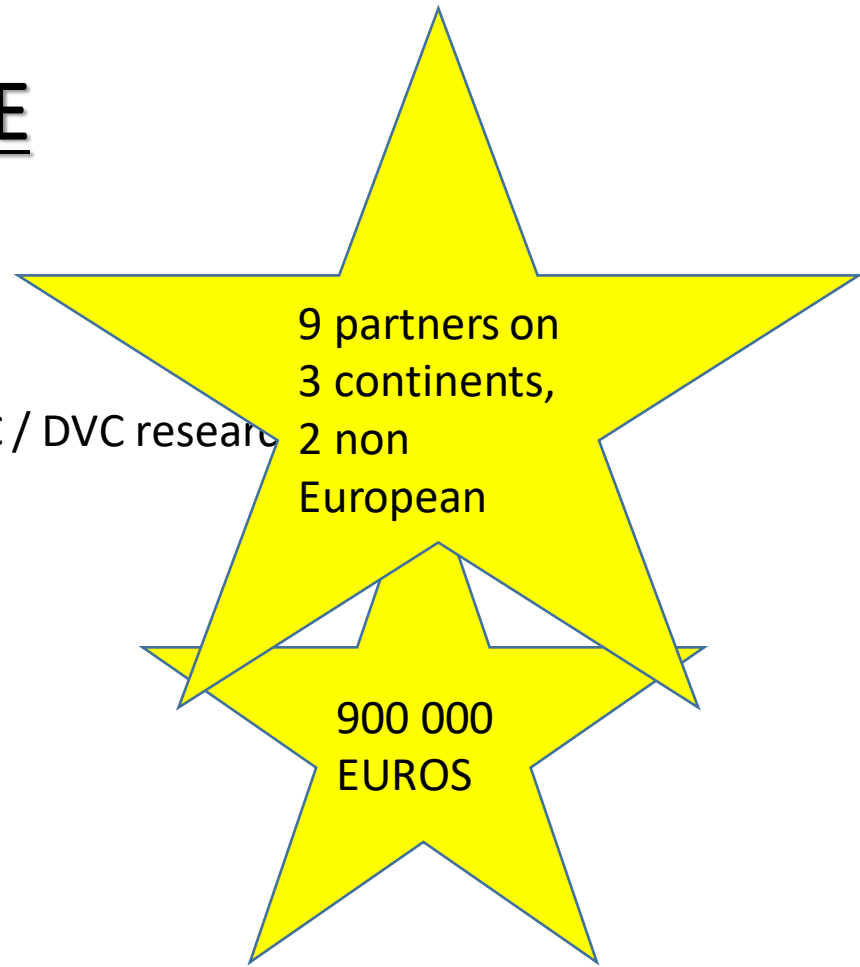 E
/ DVC researc
9 partners on
3 continents,
2 non
European
900 000
EUROS